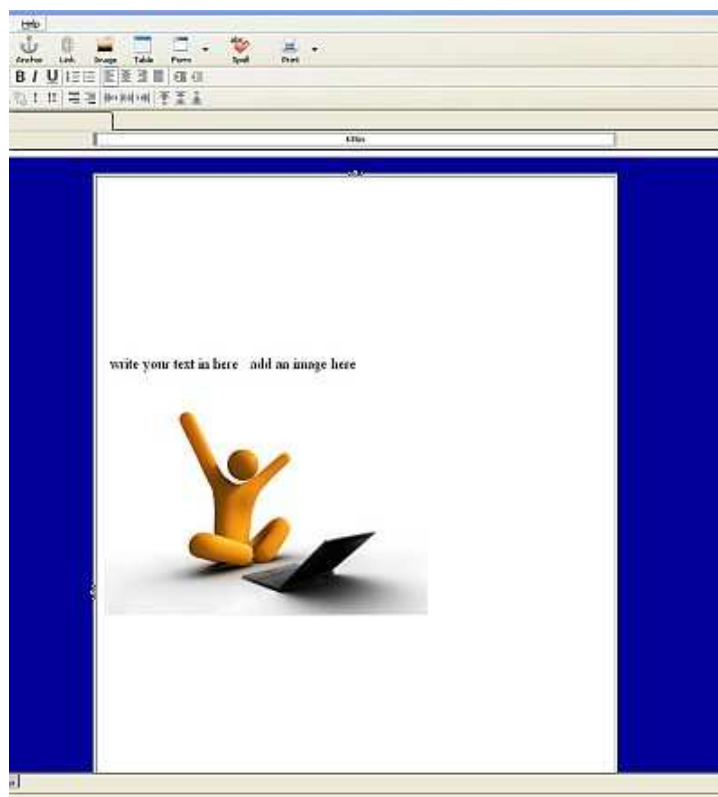 Help
Anchor Link Image Table Form Spell Print
B I U
write your text in here add an image here